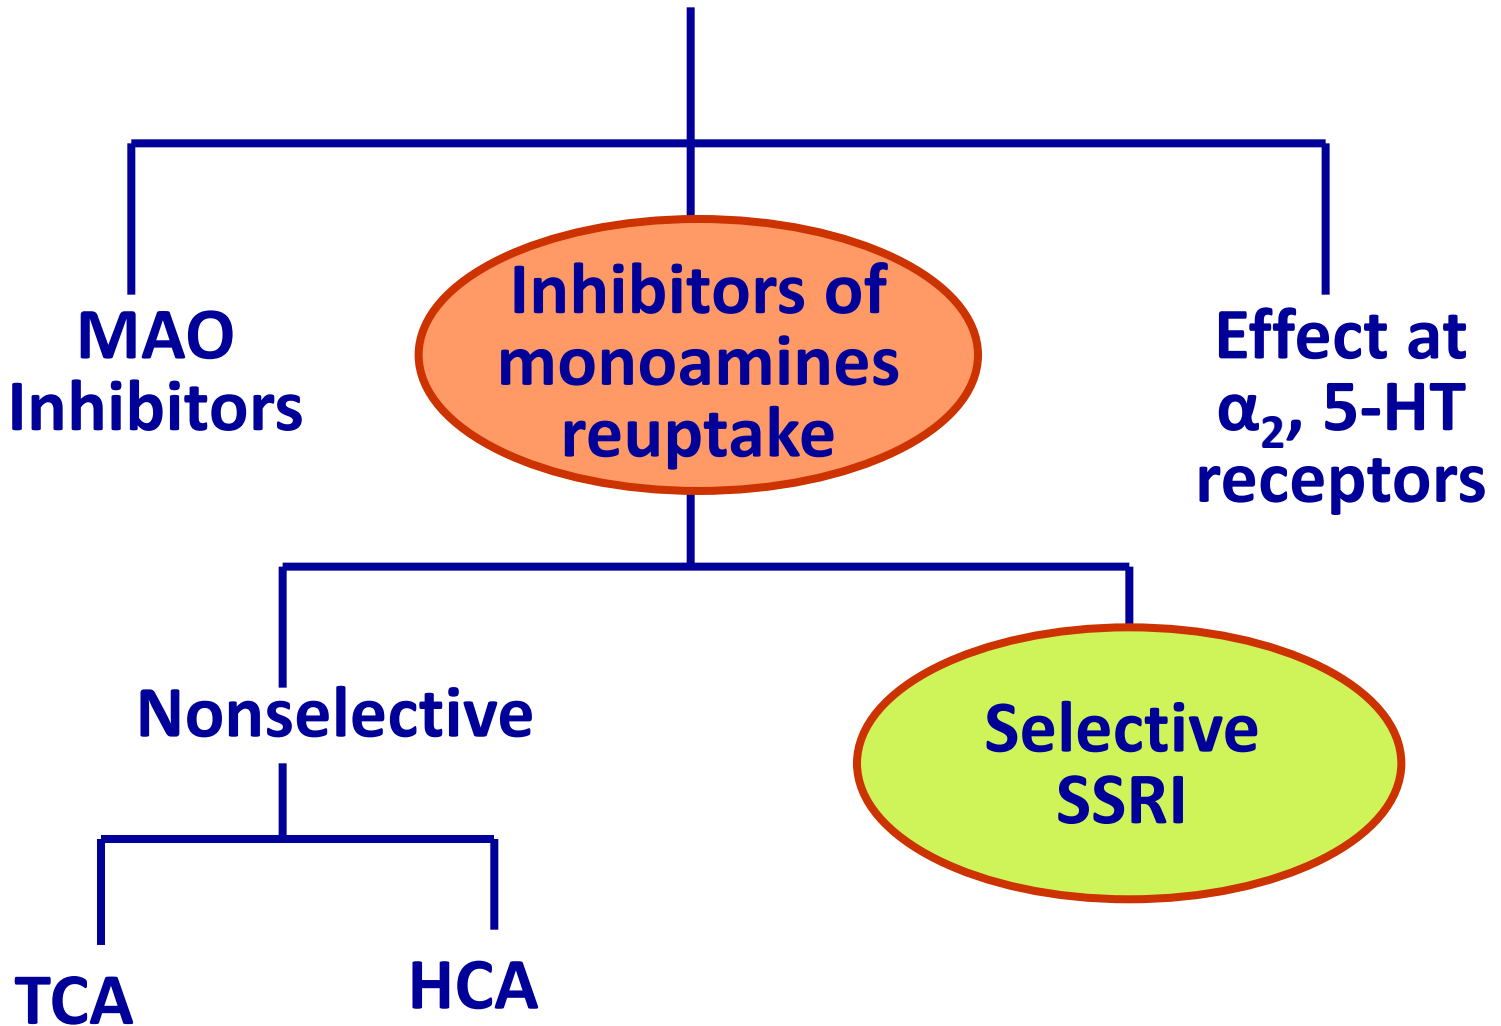 MAO
Inhibitors
Inhibitors of
monoamines
reuptake
Effect at
α₂, 5-HT
receptors
Nonselective
Selective
SSRI
TCA
HCA